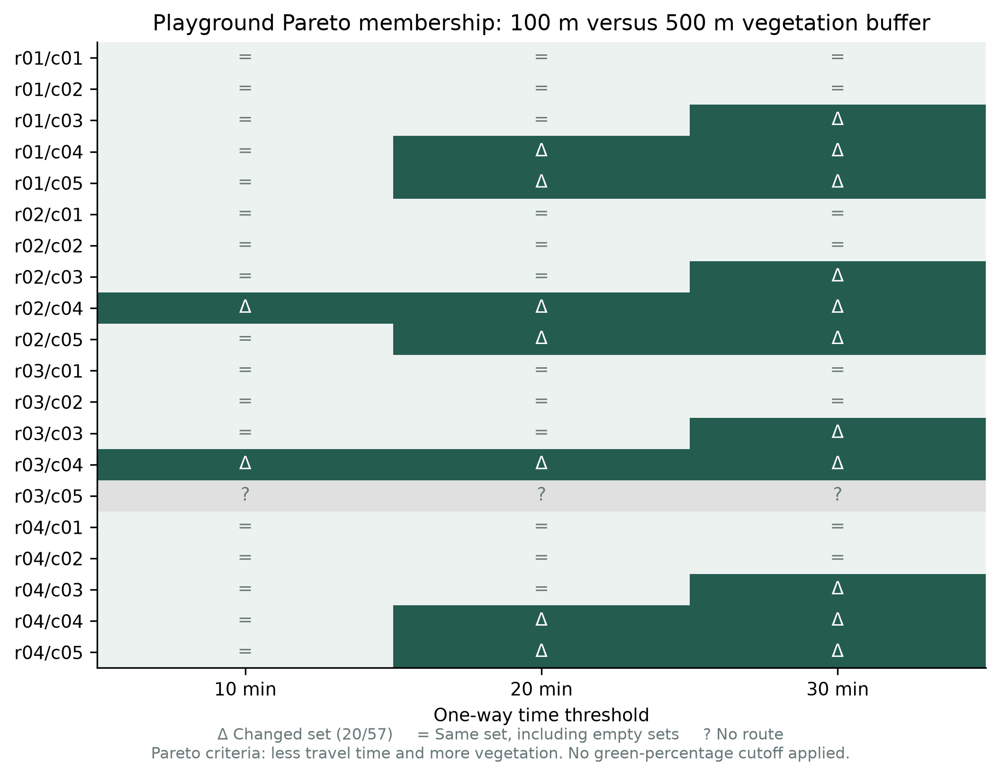 Playground Pareto membership: 100 m versus 500 m vegetation buffer
r01/c01 = = =
r01/c02 = = =
r01/c03 = = Δ
r01/c04 = Δ Δ
r01/c05 = Δ Δ
r02/c01 = = =
r02/c02 = = =
r02/c03 = = Δ
r02/c04 Δ Δ Δ
r02/c05 = Δ Δ
r03/c01 = = =
r03/c02 = = =
r03/c03 = = Δ
r03/c04 Δ Δ Δ
r03/c05 ? ? ?
r04/c01 = = =
r04/c02 = = =
r04/c03 = = Δ
r04/c04 = Δ Δ
r04/c05 = Δ Δ
10 min 20 min 30 min
One-way time threshold
Δ Changed set (20/57) = Same set, including empty sets ? No route
Pareto criteria: less travel time and more vegetation. No green-percentage cutoff applied.